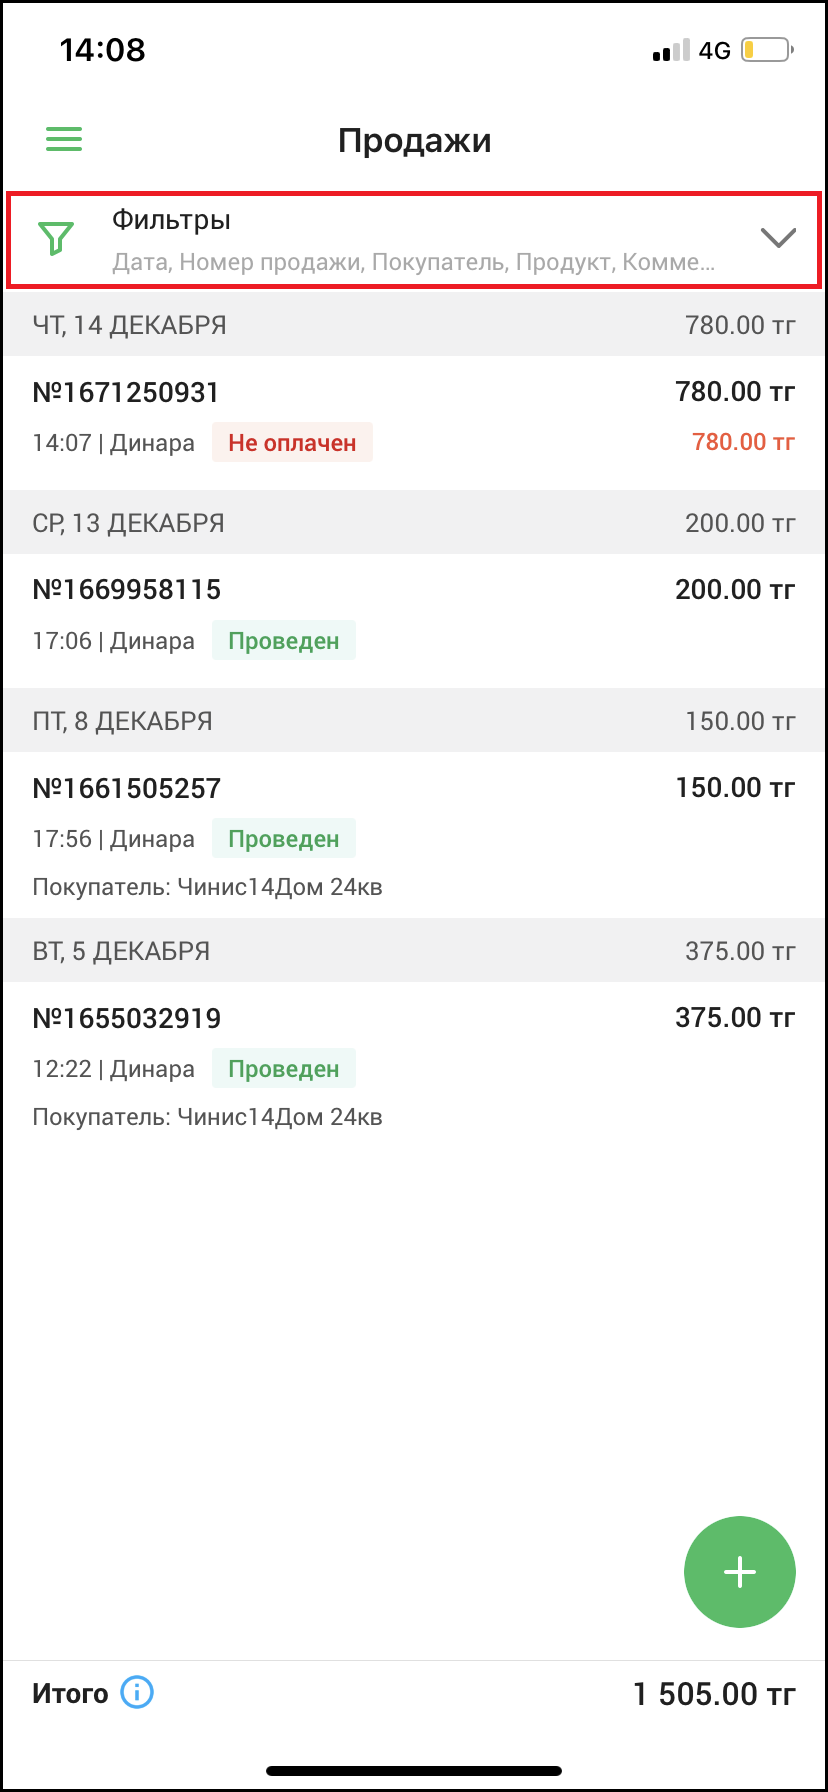 14:08
4G
Продажи
Фильтры
Дата, Номер продажи, Покупатель, Продукт, Комме...
ЧТ, 14 ДЕКАБРЯ 780.00 тг
№1671250931 780.00 тг
14:07 | Динара Не оплачен 780.00 тг
СР, 13 ДЕКАБРЯ 200.00 тг
№1669958115 200.00 тг
17:06 | Динара Проведен
ПТ, 8 ДЕКАБРЯ 150.00 тг
№1661505257 150.00 тг
17:56 | Динара Проведен
Покупатель: Чинис14Дом 24кв
ВТ, 5 ДЕКАБРЯ 375.00 тг
№1655032919 375.00 тг
12:22 | Динара Проведен
Покупатель: Чинис14Дом 24кв
Итого 1 505.00 тг